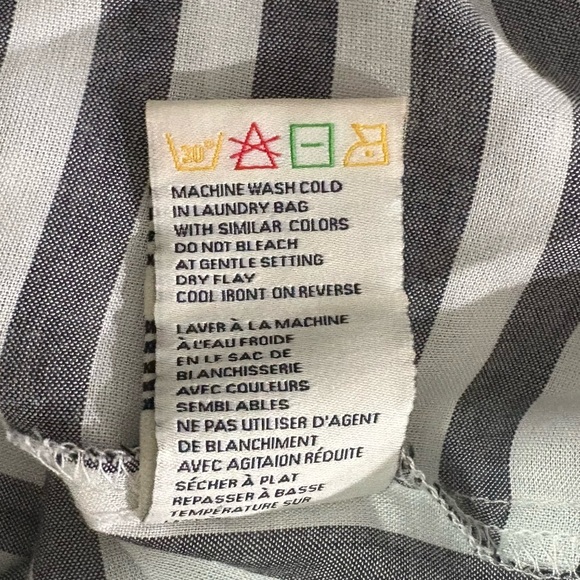 30°
MACHINE WASH COLD
IN LAUNDRY BAG
WITH SIMILAR COLORS
DO NOT BLEACH
AT GENTLE SETTING
DRY FLAY
COOL IRONT ON REVERSE
LAVER À LA MACHINE
À L'EAU FROIDE
EN LE SAC DE
BLANCHISSERIE
AVEC COULEURS
SEMBLABLES
NE PAS UTILISER D'AGENT
DE BLANCHIMENT
AVEC AGITAION RÉDUITE
SÉCHER À PLAT
REPASSER À BASSE
TEMPÉRATURE SUR